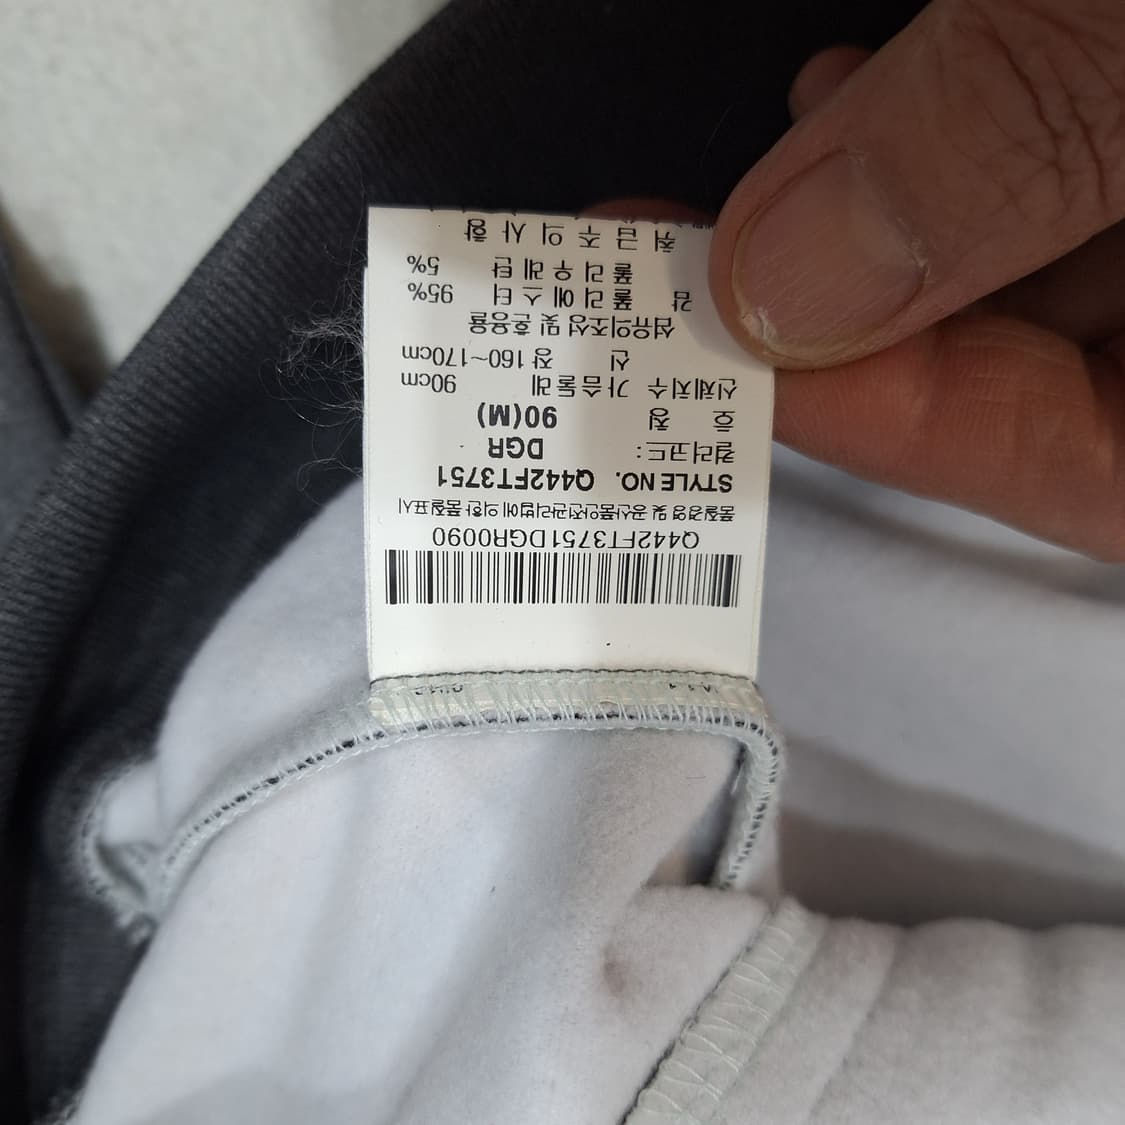 Q442FT3751DGR0090
품질경영 및 공산품안전관리법에 의한 품질표시
STYLE NO. Q442FT3751
컬러코드: DGR
호 칭 90(M)
신체치수 가슴둘레 90cm
신 장 160~170cm
섬유의조성 및 혼용율
겉 폴리에스터 95%
폴리우레탄 5%
취급주의사항